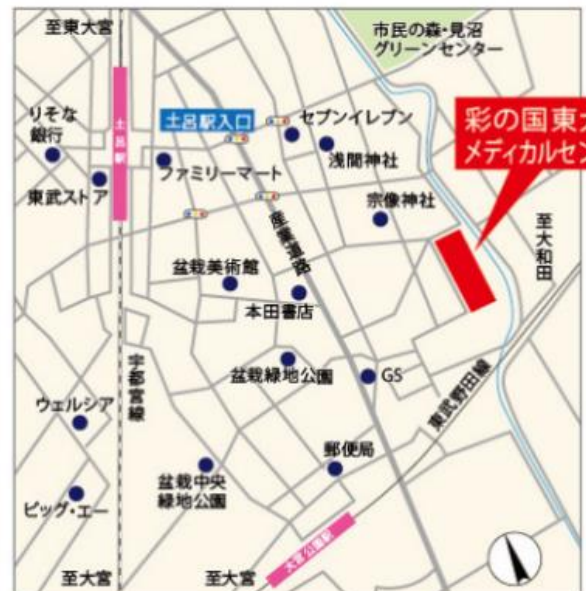 至東大宮
市民の森・見沼
グリーンセンター
りそな
銀行
土呂駅
土呂駅入口
セブンイレブン
彩の国東大
メディカルセン
浅間神社
東武ストア
ファミリーマート
宗像神社
産業道路
至大和田
盆栽美術館
本田書店
宇都宮線
盆栽緑地公園
GS
東武野田線
ウェルシア
郵便局
盆栽中央
緑地公園
ビッグ・エー
大宮公園駅
至大宮
至大宮